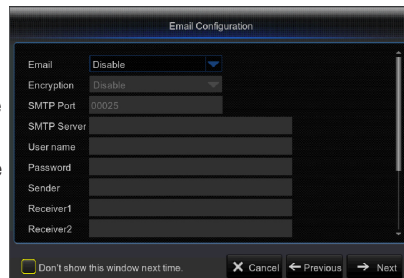 Email Configuration
Email Disable
Encryption Disable
SMTP Port 00025
SMTP Server
User name
Password
Sender
Receiver1
Receiver2
Don't show this window next time. Cancel Previous Next